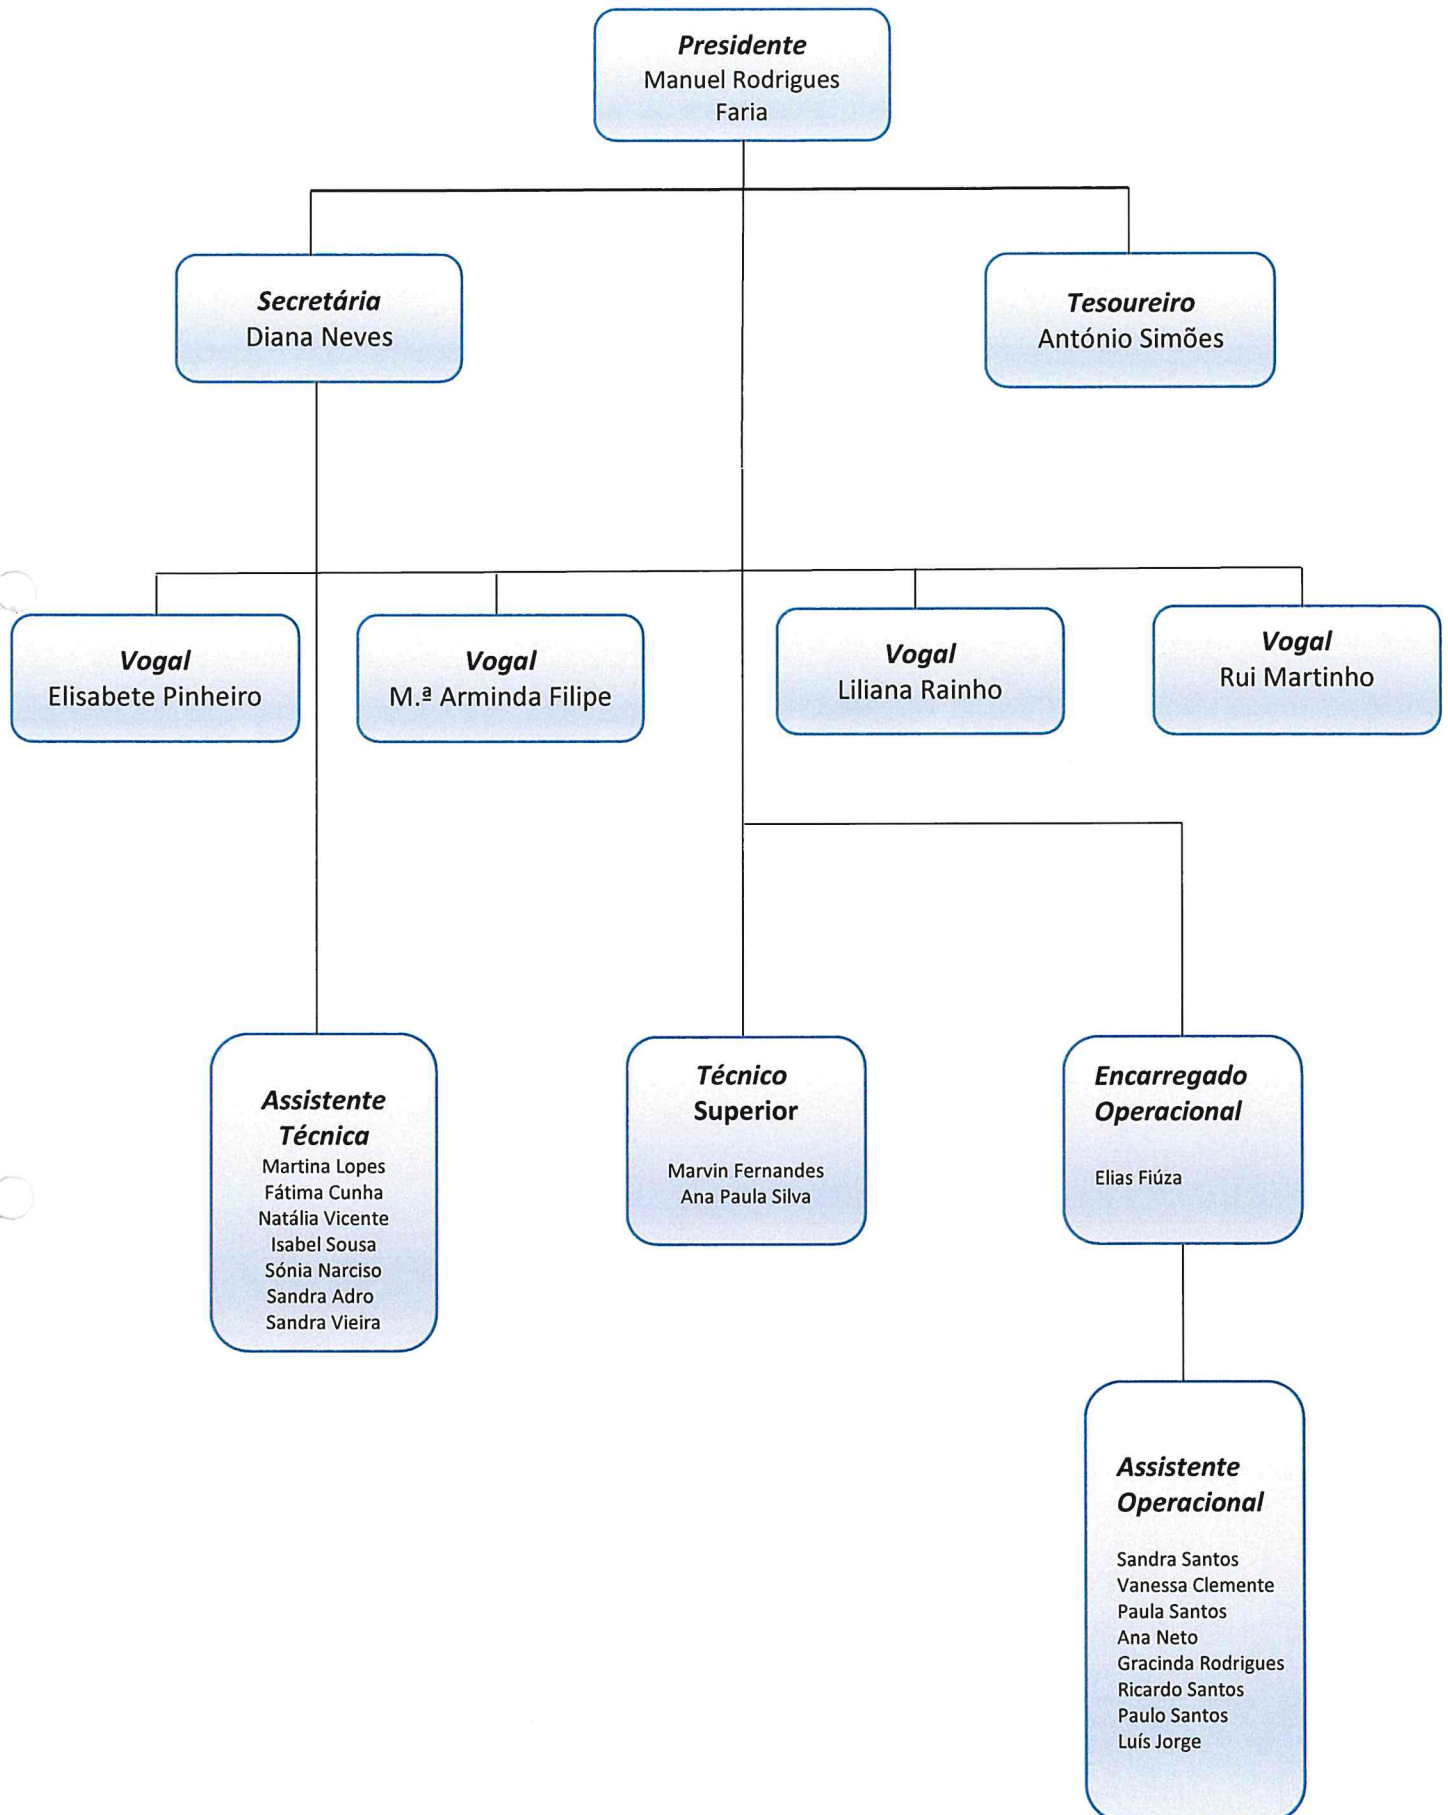 Presidente
Manuel Rodrigues
Faria
Secretária
Diana Neves
Tesoureiro
António Simões
Vogal
Elisabete Pinheiro
Vogal
M.ª Arminda Filipe
Vogal
Liliana Rainho
Vogal
Rui Martinho
Assistente
Técnica
Martina Lopes
Fátima Cunha
Natália Vicente
Isabel Sousa
Sónia Narciso
Sandra Adro
Sandra Vieira
Técnico
Superior
Marvin Fernandes
Ana Paula Silva
Encarregado
Operacional
Elias Fiúza
Assistente
Operacional
Sandra Santos
Vanessa Clemente
Paula Santos
Ana Neto
Gracinda Rodrigues
Ricardo Santos
Paulo Santos
Luís Jorge